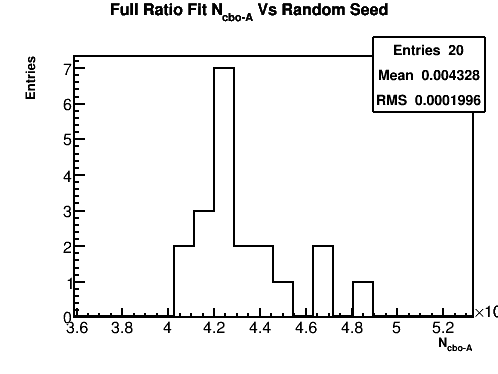 Full Ratio Fit N_cbo-A Vs Random Seed
Entries 20
Mean 0.004328
RMS 0.0001996
Entries
7
6
5
4
3
2
1
0
3.6 3.8 4 4.2 4.4 4.6 4.8 5 5.2
×10
N_cbo-A